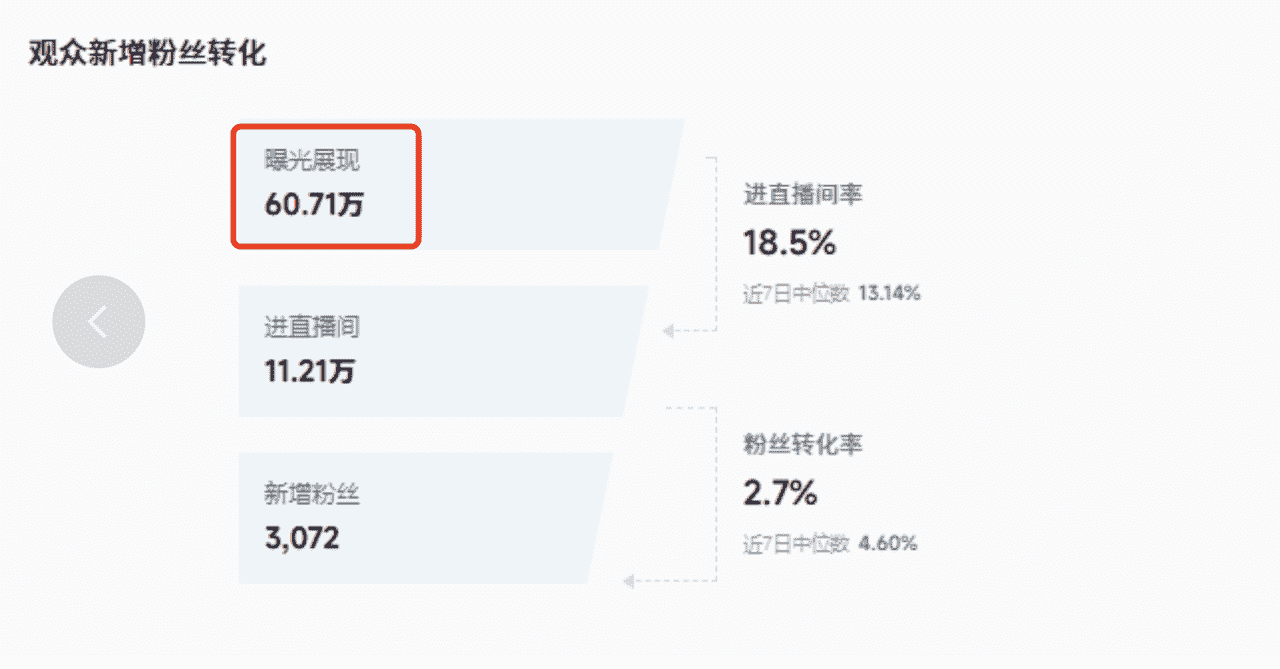 观众新增粉丝转化
曝光展现
60.71万
进直播间率
18.5%
近7日中位数 13.14%
进直播间
11.21万
粉丝转化率
2.7%
近7日中位数 4.60%
新增粉丝
3,072